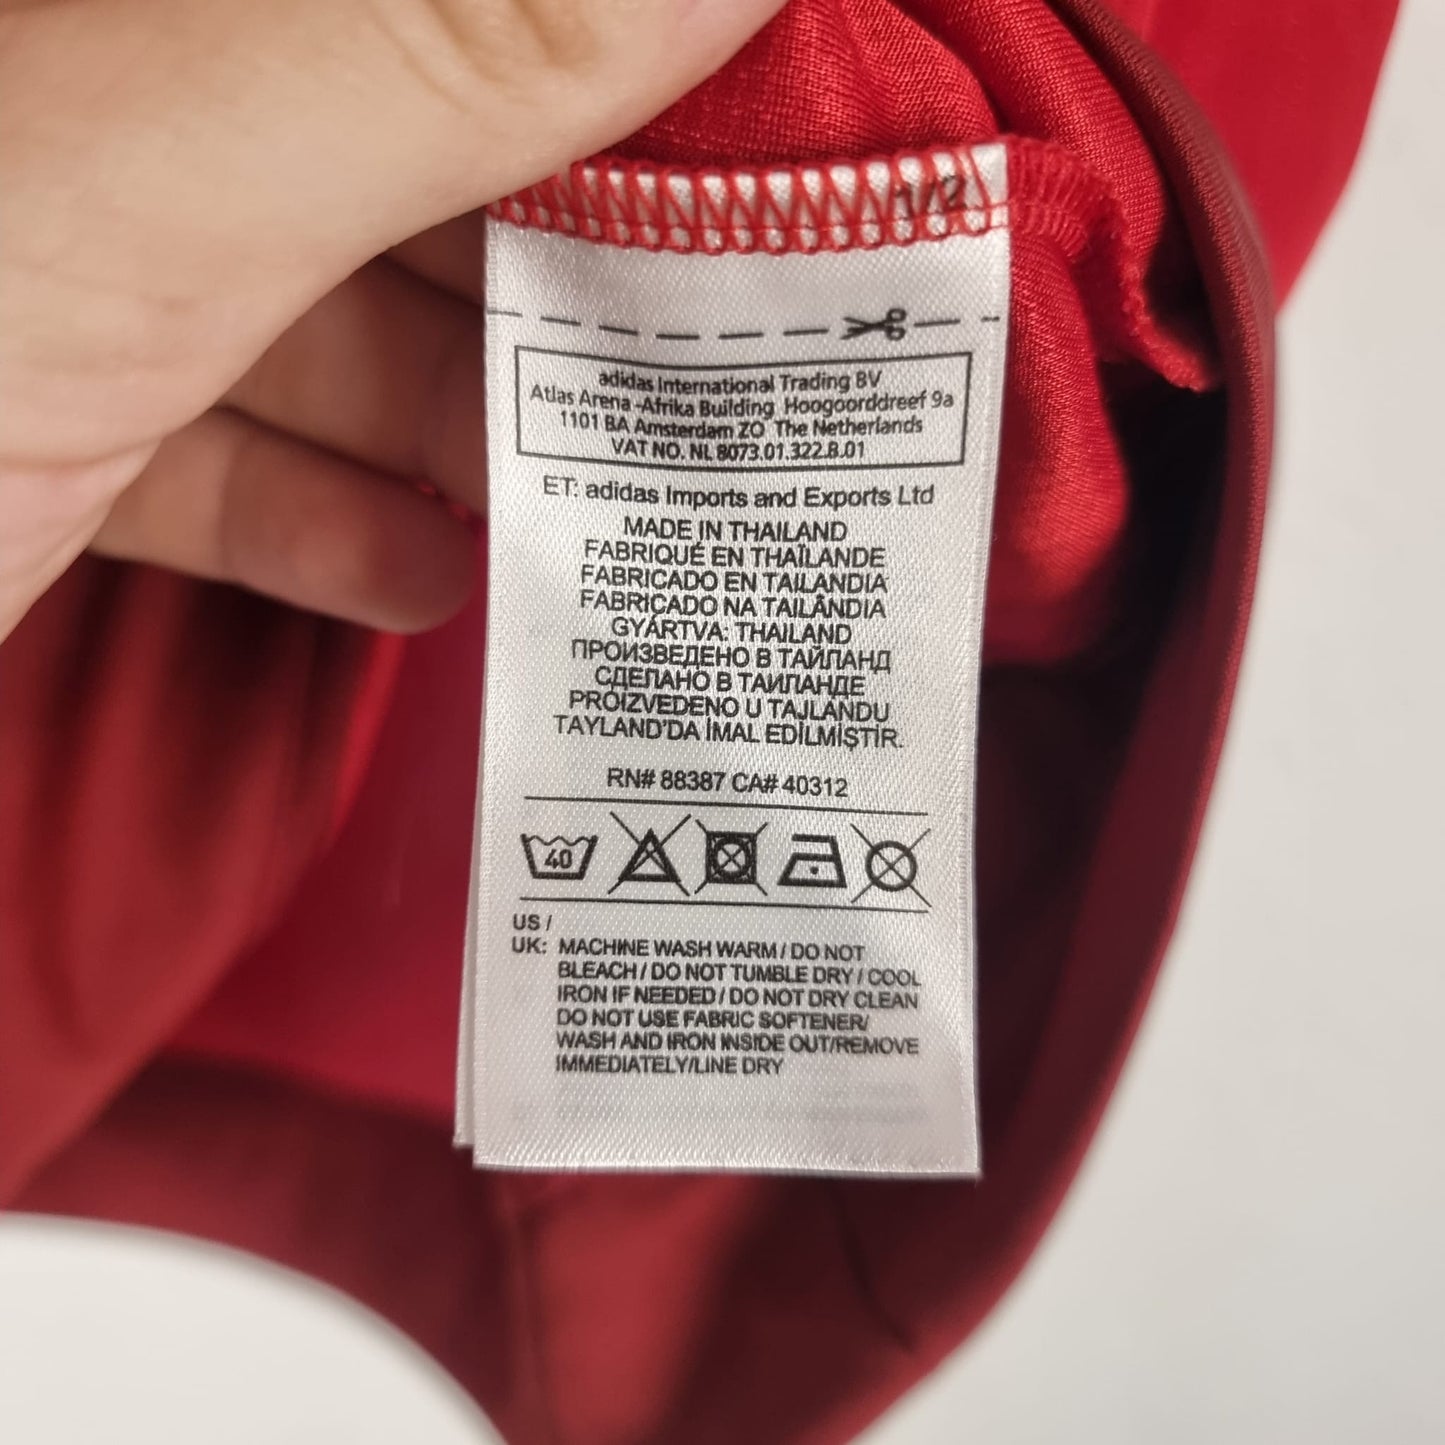 1/2
adidas International Trading BV
Atlas Arena -Afrika Building Hoogoorddreef 9a
1101 BA Amsterdam ZO The Netherlands
VAT NO. NL 8073.01.322.B.01
ET: adidas Imports and Exports Ltd
MADE IN THAILAND
FABRIQUÉ EN THAÏLANDE
FABRICADO EN TAILANDIA
FABRICADO NA TAILÂNDIA
GYÁRTVA: THAILAND
ПРОИЗВЕДЕНО В ТАЙЛАНД
СДЕЛАНО В ТАИЛАНДЕ
PROIZVEDENO U TAJLANDU
TAYLAND'DA İMAL EDİLMİŞTİR.
RN# 88387 CA# 40312
40
US /
UK: MACHINE WASH WARM / DO NOT
BLEACH / DO NOT TUMBLE DRY / COOL
IRON IF NEEDED / DO NOT DRY CLEAN
DO NOT USE FABRIC SOFTENER/
WASH AND IRON INSIDE OUT/REMOVE
IMMEDIATELY/LINE DRY